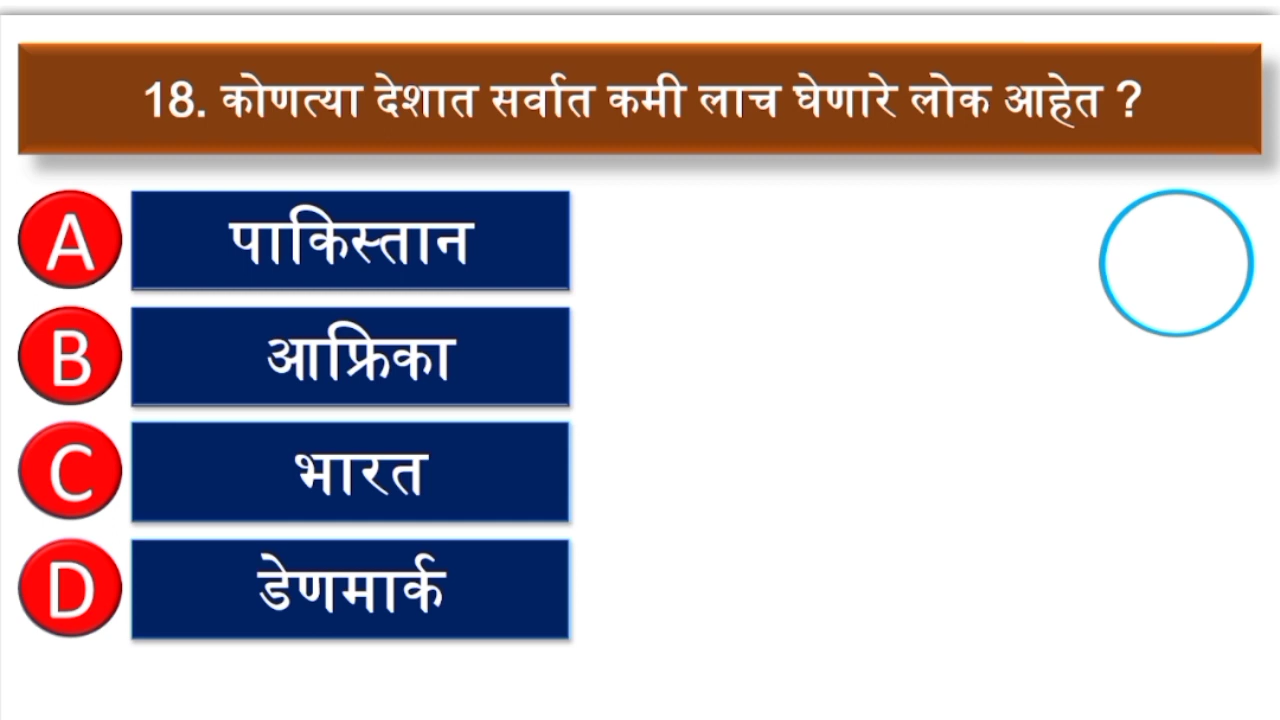 18. कोणत्या देशात सर्वात कमी लाच घेणारे लोक आहेत ?
A पाकिस्तान
B आफ्रिका
C भारत
D डेणमार्क